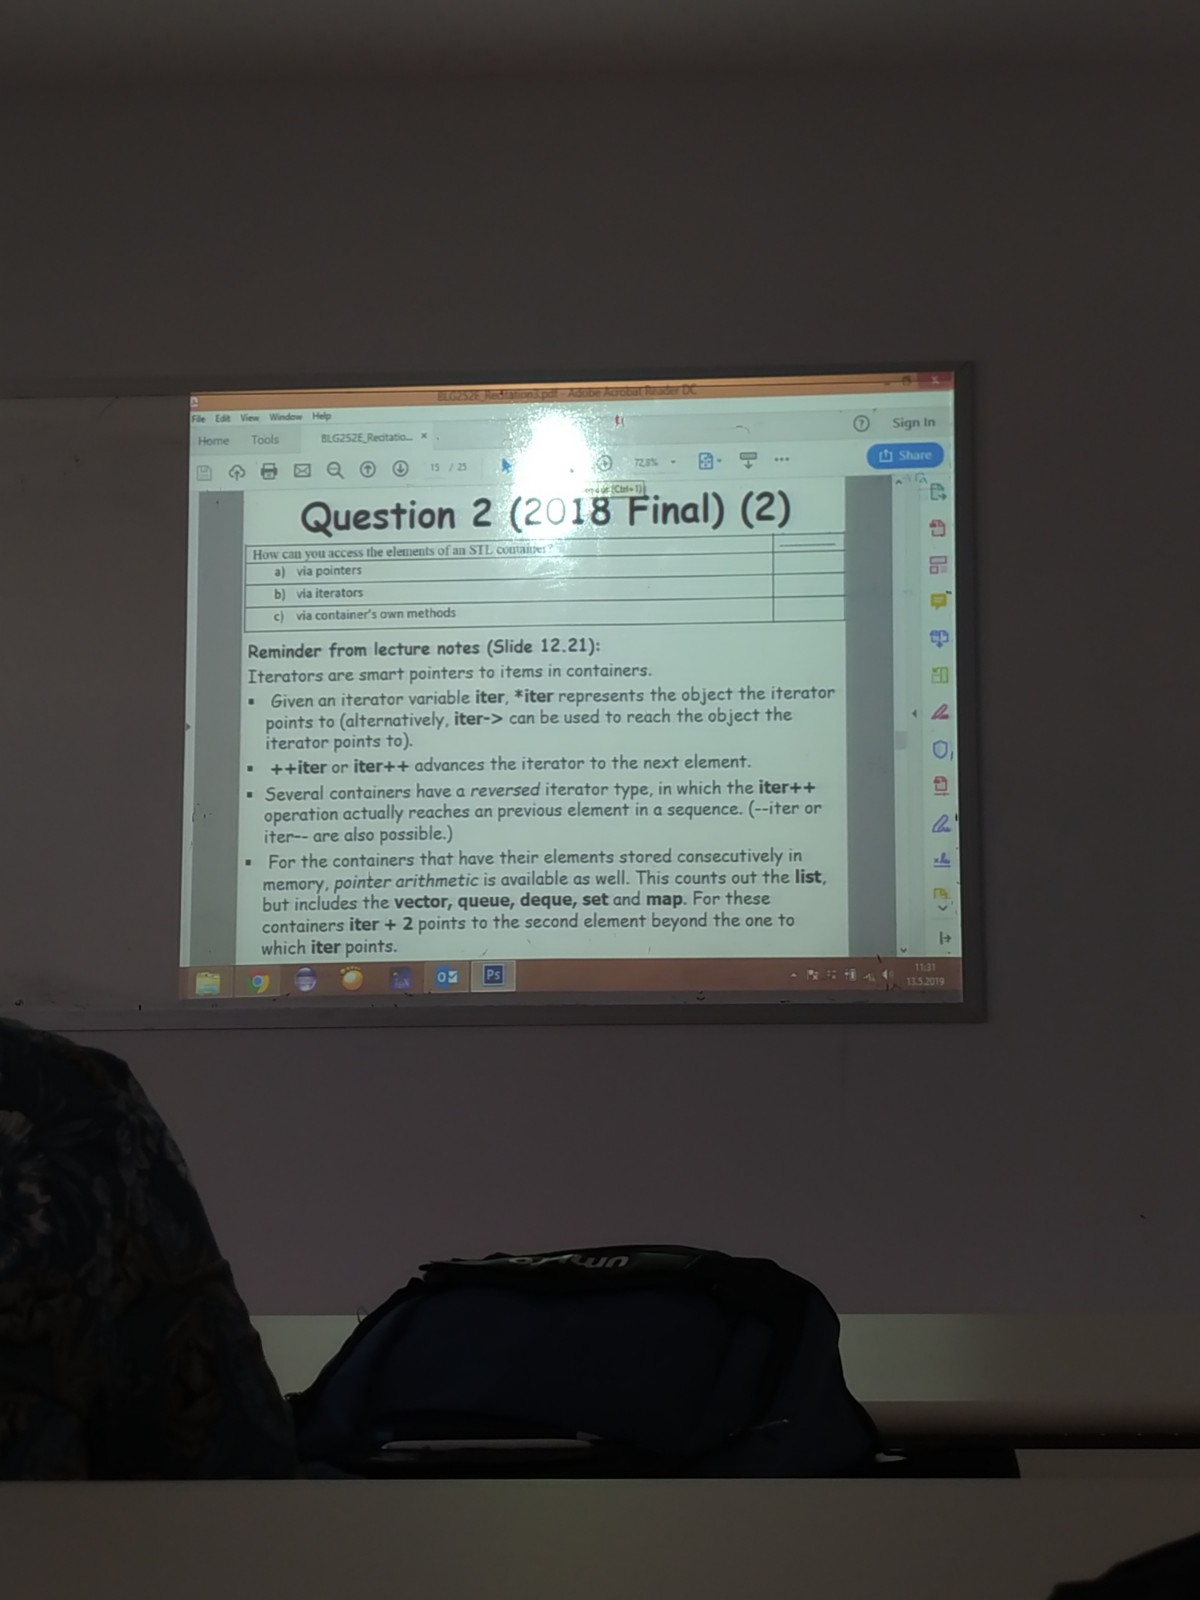 BLG252E_Recitation3.pdf - Adobe Acrobat Reader DC
File Edit View Window Help
Home Tools BLG252E_Recitatio... ×
Sign In
15 / 25
72,8%
Share
Question 2 (2018 Final) (2)
How can you access the elements of an STL container?
a) via pointers
b) via iterators
c) via container's own methods
Reminder from lecture notes (Slide 12.21):
Iterators are smart pointers to items in containers.
▪ Given an iterator variable iter, *iter represents the object the iterator
points to (alternatively, iter-> can be used to reach the object the
iterator points to).
▪ ++iter or iter++ advances the iterator to the next element.
▪ Several containers have a reversed iterator type, in which the iter++
operation actually reaches an previous element in a sequence. (--iter or
iter-- are also possible.)
▪ For the containers that have their elements stored consecutively in
memory, pointer arithmetic is available as well. This counts out the list,
but includes the vector, queue, deque, set and map. For these
containers iter + 2 points to the second element beyond the one to
which iter points.
Ps
11:31
13.5.2019